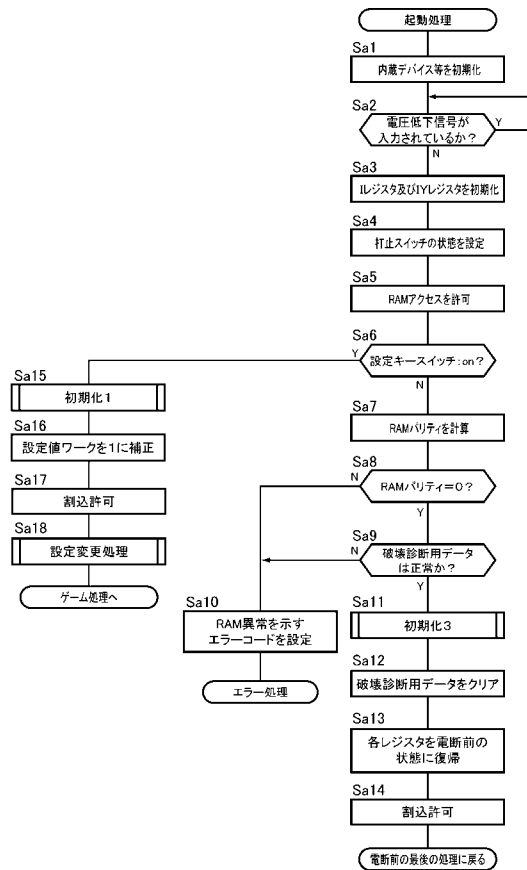 起動処理
Sa1
内蔵デバイス等を初期化
Sa2
電圧低下信号が
入力されているか?
Y
N
Sa3
Iレジスタ及びIYレジスタを初期化
Sa4
打止スイッチの状態を設定
Sa5
RAMアクセスを許可
Sa6
設定キースイッチ:on?
Y
N
Sa15
初期化1
Sa16
設定値ワークを1に補正
Sa17
割込許可
Sa18
設定変更処理
ゲーム処理へ
Sa7
RAMパリティを計算
Sa8
RAMパリティ=0?
N
Y
Sa9
破壊診断用データ
は正常か?
N
Y
Sa10
RAM異常を示す
エラーコードを設定
エラー処理
Sa11
初期化3
Sa12
破壊診断用データをクリア
Sa13
各レジスタを電断前の
状態に復帰
Sa14
割込許可
電断前の最後の処理に戻る